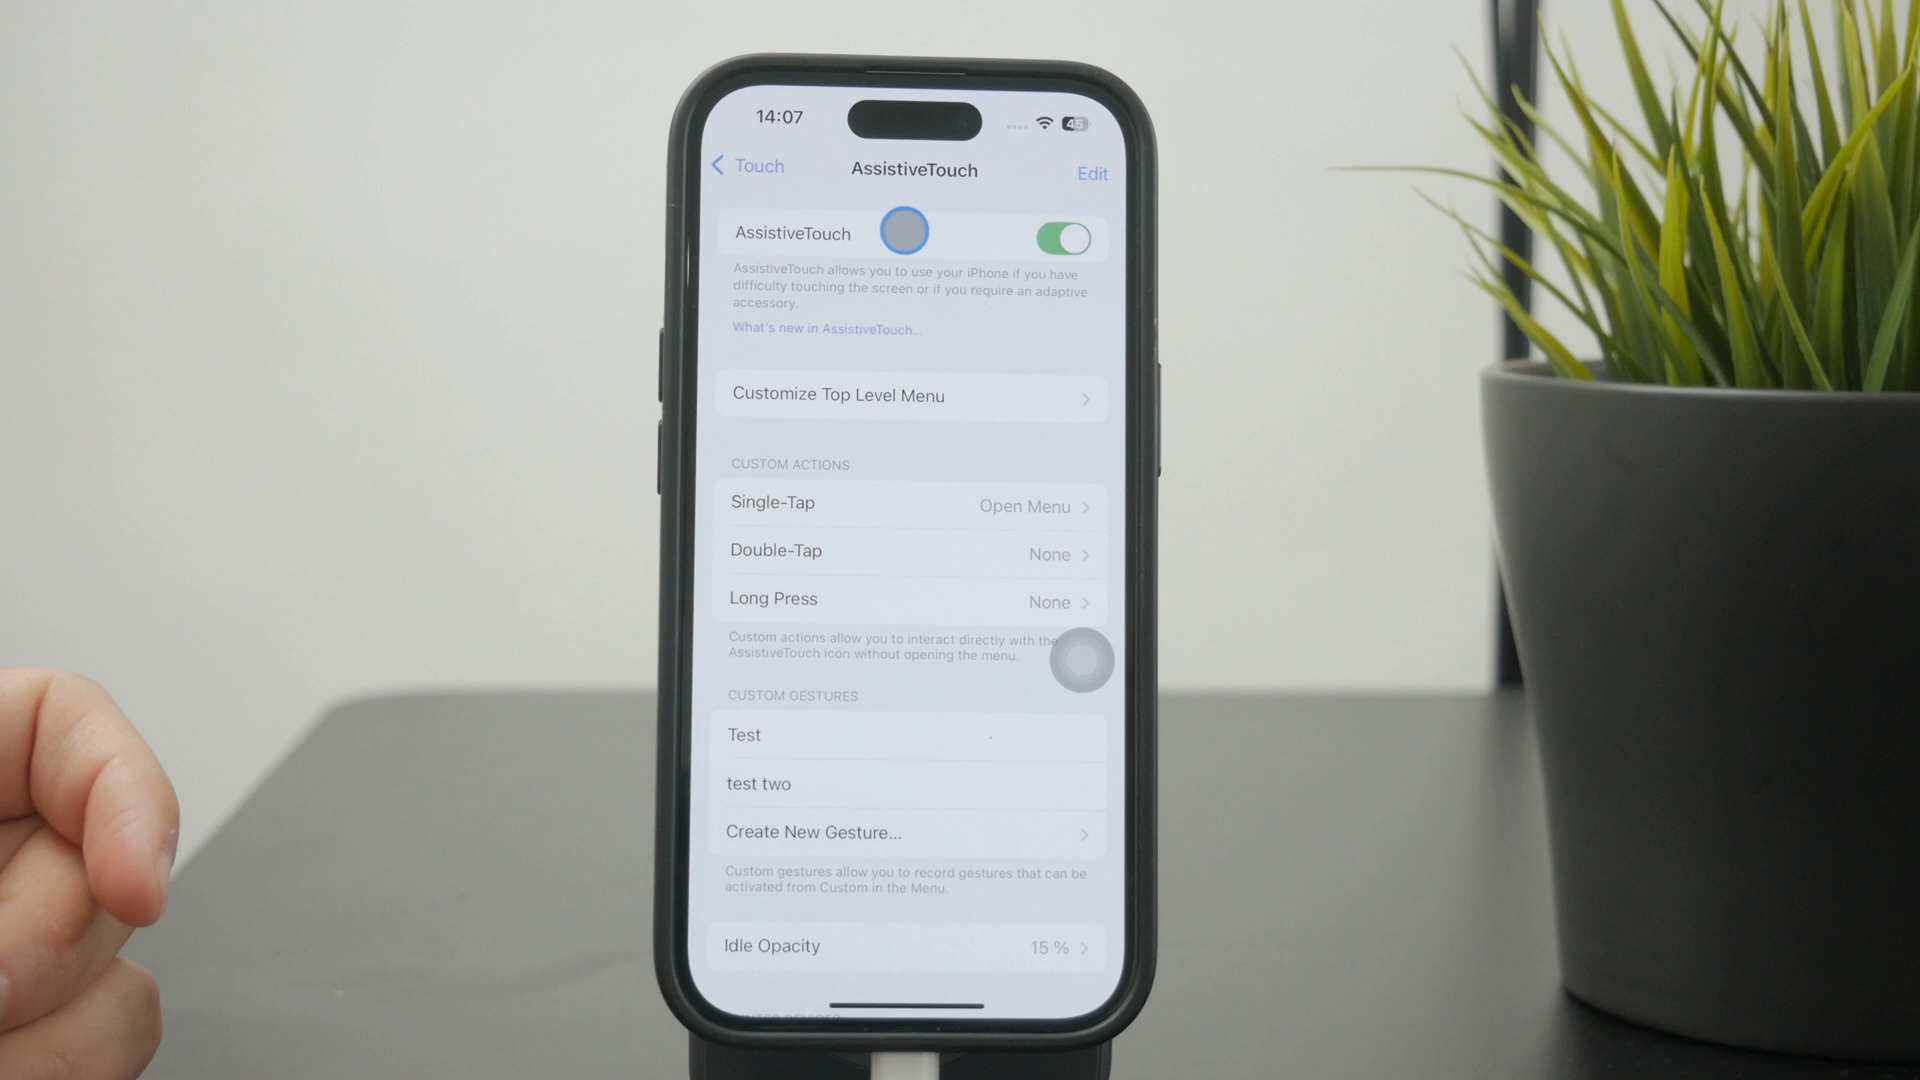 14:07
45
Touch
AssistiveTouch
Edit
AssistiveTouch
AssistiveTouch allows you to use your iPhone if you have
difficulty touching the screen or if you require an adaptive
accessory.
What's new in AssistiveTouch...
Customize Top Level Menu
CUSTOM ACTIONS
Single-Tap Open Menu
Double-Tap None
Long Press None
Custom actions allow you to interact directly with the
AssistiveTouch icon without opening the menu.
CUSTOM GESTURES
Test
test two
Create New Gesture...
Custom gestures allow you to record gestures that can be
activated from Custom in the Menu.
Idle Opacity 15 %